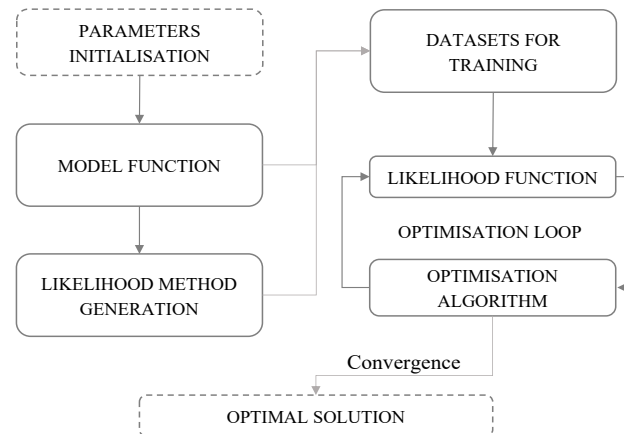 PARAMETERS
INITIALISATION
MODEL FUNCTION
LIKELIHOOD METHOD
GENERATION
DATASETS FOR
TRAINING
LIKELIHOOD FUNCTION
OPTIMISATION LOOP
OPTIMISATION
ALGORITHM
Convergence
OPTIMAL SOLUTION